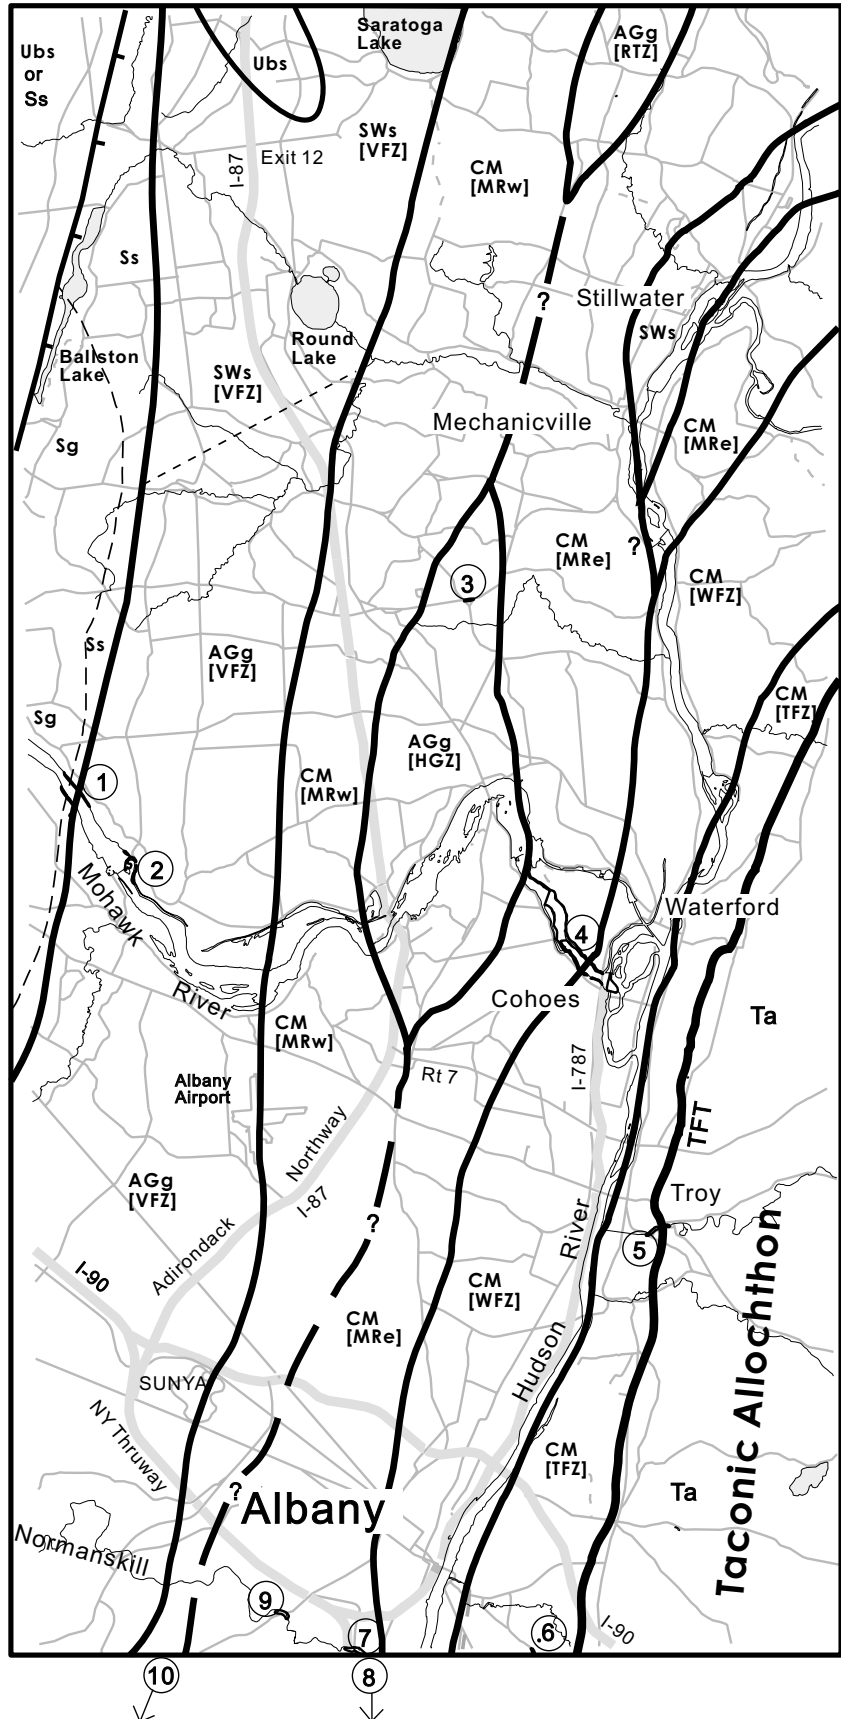 Saratoga
Lake
AGg
[RTZ]
Ubs
or
Ss
Ubs
SWs
[VFZ]
I-87
Exit 12
CM
[MRw]
Ss
?
Stillwater
SWs
Round
Lake
Ballston
Lake
SWs
[VFZ]
Mechanicville
CM
[MRe]
Sg
CM
[MRe]
?
CM
[WFZ]
3
Ss
AGg
[VFZ]
CM
[TFZ]
Sg
AGg
[HGZ]
CM
[MRw]
1
2
Mohawk
River
Waterford
4
Cohoes
Ta
CM
[MRw]
Rt 7
I-787
Albany
Airport
TFT
Northway
I-87
AGg
[VFZ]
Troy
?
River
5
Adirondack
I-90
CM
[WFZ]
CM
[MRe]
Hudson
Taconic Allochthon
SUNYA
NY Thruway
CM
[TFZ]
?
Albany
Ta
Normanskill
9
7
6
I-90
10
8